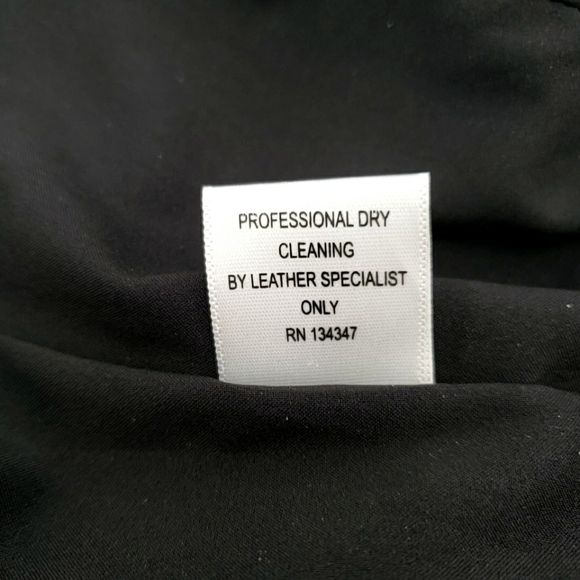 PROFESSIONAL DRY
CLEANING
BY LEATHER SPECIALIST
ONLY
RN 134347